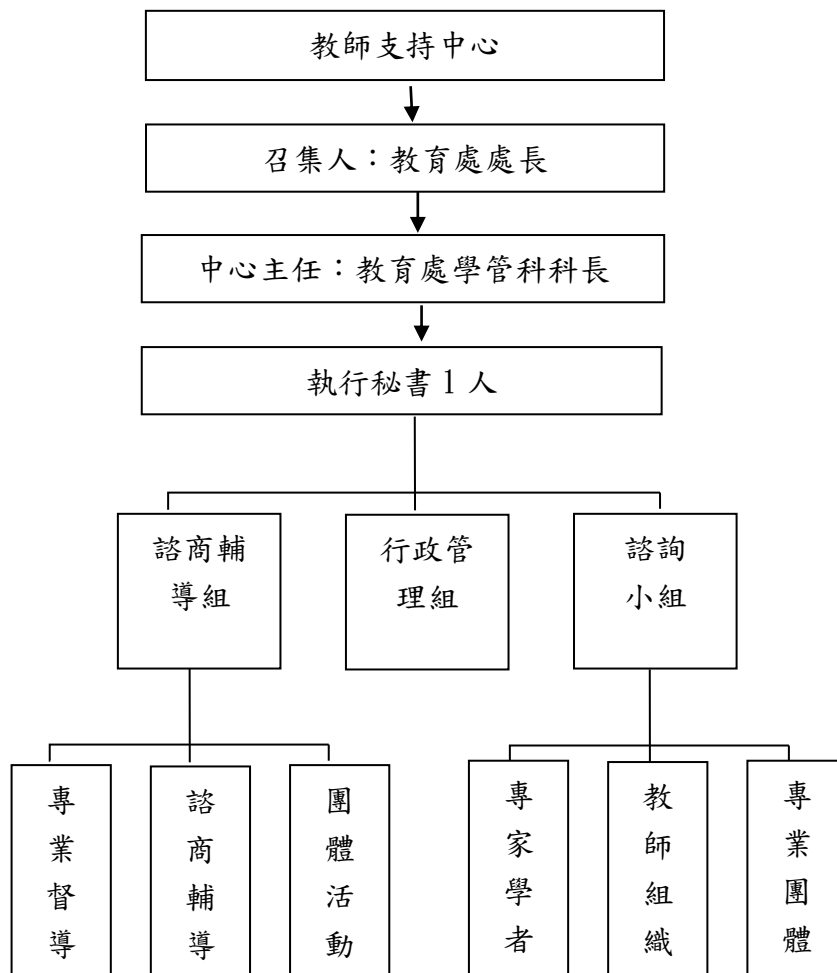 教師支持中心
召集人：教育處處長
中心主任：教育處學管科科長
執行秘書1人
諮商輔
導組
行政管
理組
諮詢
小組
專業督導
諮商輔導
團體活動
專家學者
教師組織
專業團體